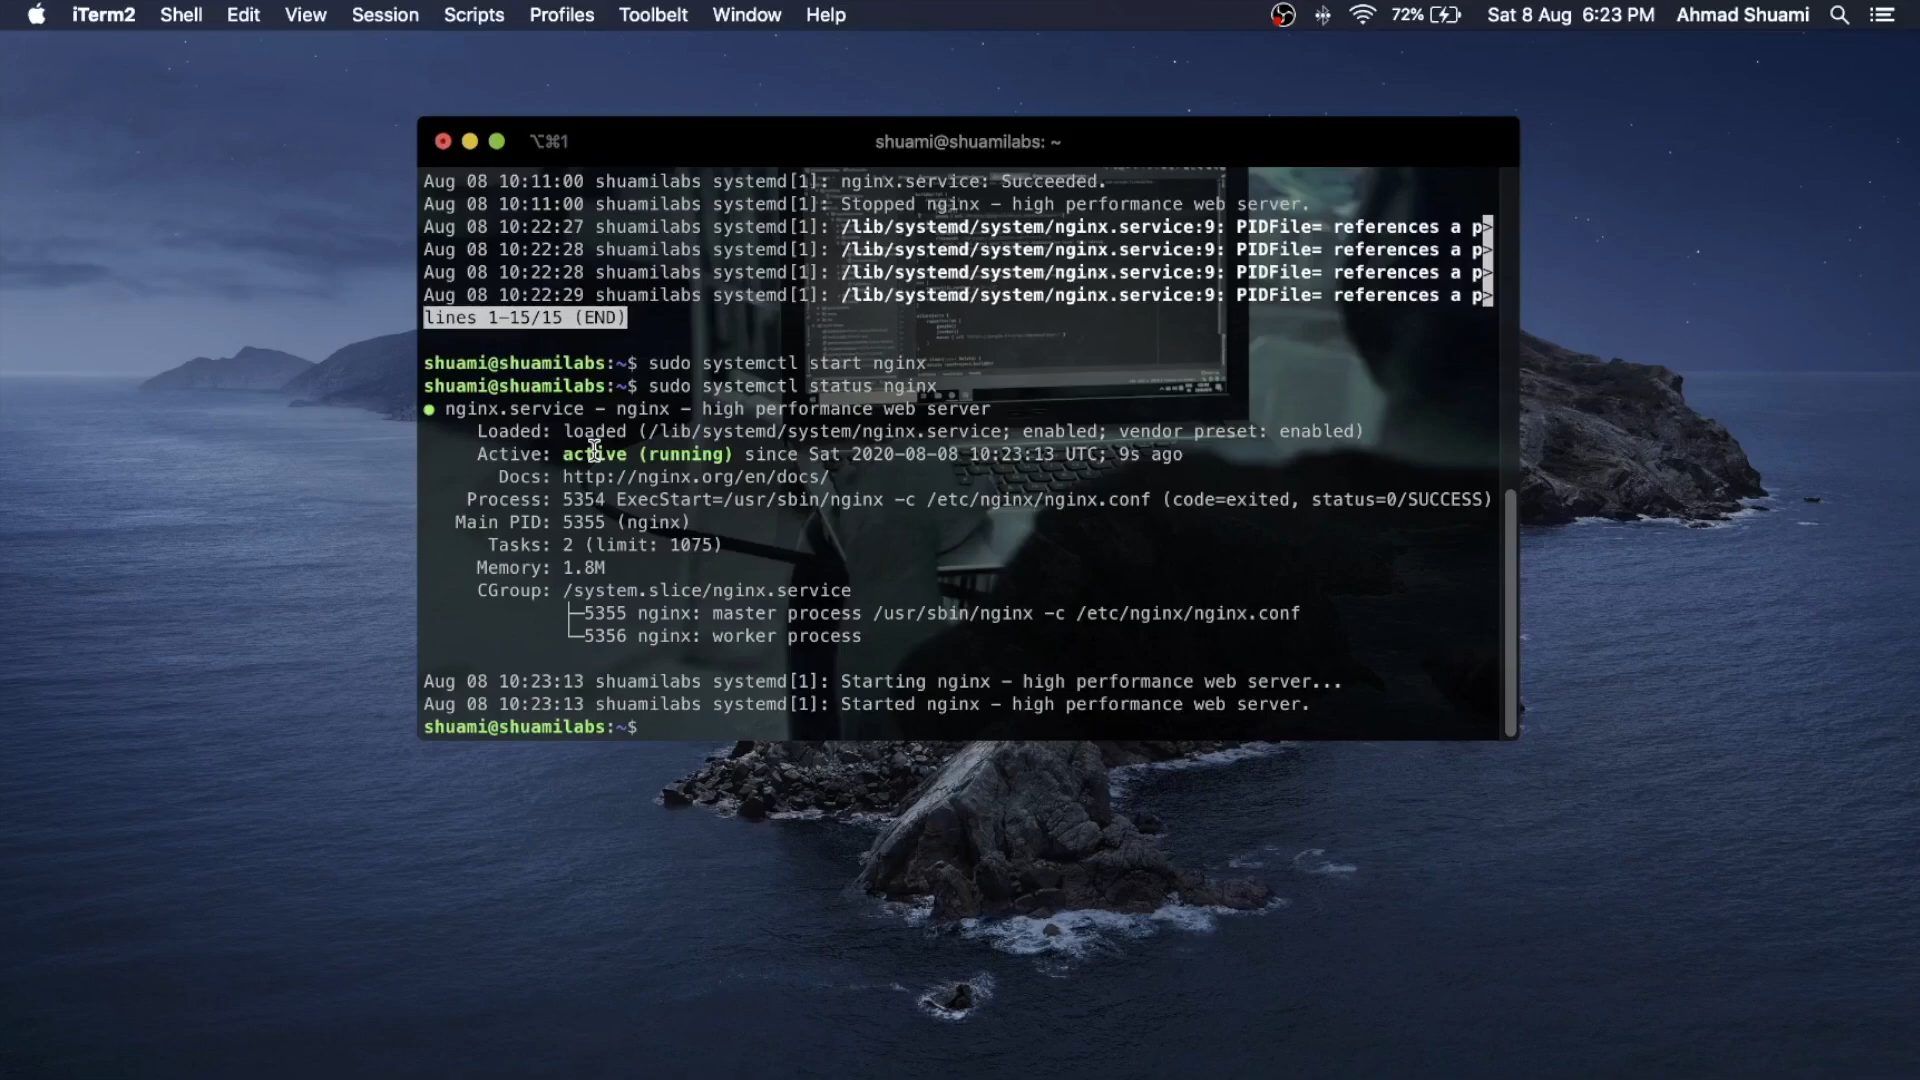 iTerm2 Shell Edit View Session Scripts Profiles Toolbelt Window Help 72% Sat 8 Aug 6:23 PM Ahmad Shuami
⌥⌘1 shuami@shuamilabs: ~
Aug 08 10:11:00 shuamilabs systemd[1]: nginx.service: Succeeded.
Aug 08 10:11:00 shuamilabs systemd[1]: Stopped nginx - high performance web server.
Aug 08 10:22:27 shuamilabs systemd[1]: /lib/systemd/system/nginx.service:9: PIDFile= references a p>
Aug 08 10:22:28 shuamilabs systemd[1]: /lib/systemd/system/nginx.service:9: PIDFile= references a p>
Aug 08 10:22:28 shuamilabs systemd[1]: /lib/systemd/system/nginx.service:9: PIDFile= references a p>
Aug 08 10:22:29 shuamilabs systemd[1]: /lib/systemd/system/nginx.service:9: PIDFile= references a p>
lines 1-15/15 (END)
shuami@shuamilabs:~$ sudo systemctl start nginx
shuami@shuamilabs:~$ sudo systemctl status nginx
● nginx.service - nginx - high performance web server
Loaded: loaded (/lib/systemd/system/nginx.service; enabled; vendor preset: enabled)
Active: active (running) since Sat 2020-08-08 10:23:13 UTC; 9s ago
Docs: http://nginx.org/en/docs/
Process: 5354 ExecStart=/usr/sbin/nginx -c /etc/nginx/nginx.conf (code=exited, status=0/SUCCESS)
Main PID: 5355 (nginx)
Tasks: 2 (limit: 1075)
Memory: 1.8M
CGroup: /system.slice/nginx.service
├─5355 nginx: master process /usr/sbin/nginx -c /etc/nginx/nginx.conf
└─5356 nginx: worker process
Aug 08 10:23:13 shuamilabs systemd[1]: Starting nginx - high performance web server...
Aug 08 10:23:13 shuamilabs systemd[1]: Started nginx - high performance web server.
shuami@shuamilabs:~$